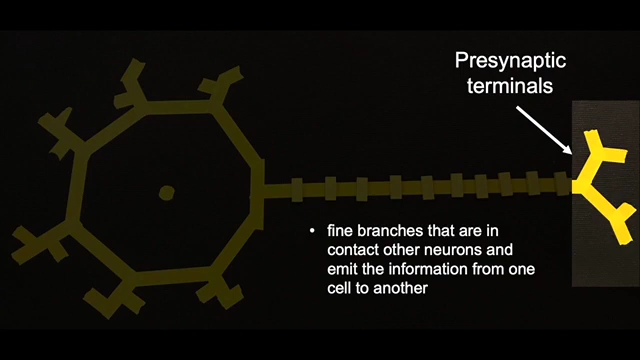 Presynaptic
terminals
• fine branches that are in
contact other neurons and
emit the information from one
cell to another